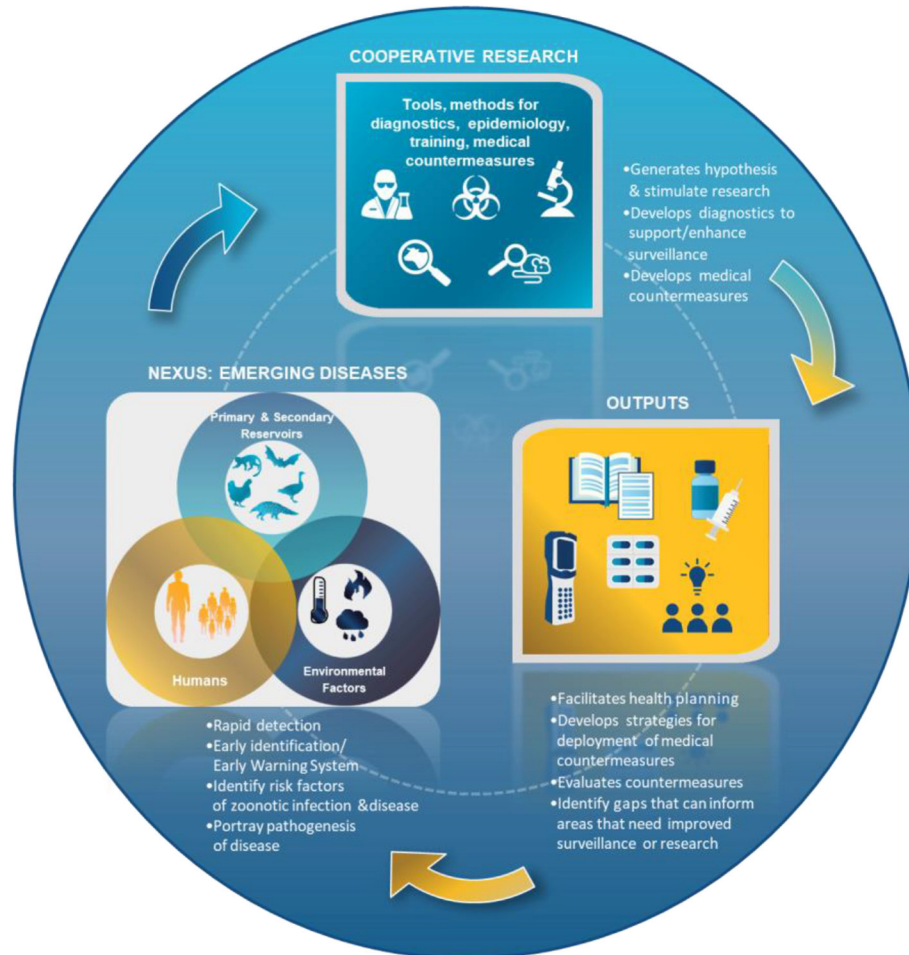 COOPERATIVE RESEARCH
Tools, methods for
diagnostics, epidemiology,
training, medical
countermeasures
•Generates hypothesis
& stimulate research
•Develops diagnostics to
support/enhance
surveillance
•Develops medical
countermeasures
NEXUS: EMERGING DISEASES
Primary & Secondary
Reservoirs
Humans
Environmental
Factors
•Rapid detection
•Early identification/
Early Warning System
•Identify risk factors
of zoonotic infection &disease
•Portray pathogenesis
of disease
OUTPUTS
•Facilitates health planning
•Develops strategies for
deployment of medical
countermeasures
•Evaluates countermeasures
•Identify gaps that can inform
areas that need improved
surveillance or research